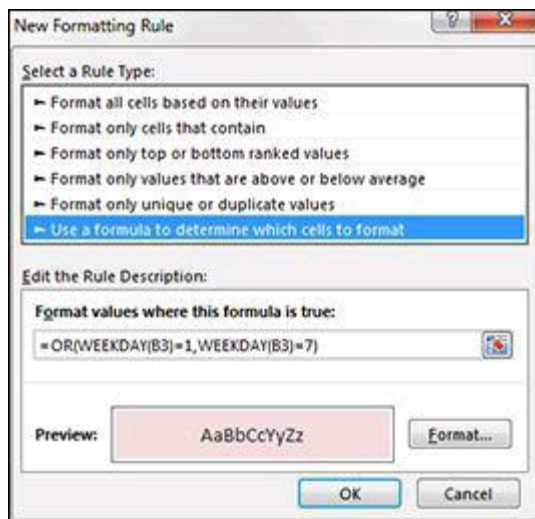 New Formatting Rule
Select a Rule Type:
► Format all cells based on their values
► Format only cells that contain
► Format only top or bottom ranked values
► Format only values that are above or below average
► Format only unique or duplicate values
► Use a formula to determine which cells to format
Edit the Rule Description:
Format values where this formula is true:
=OR(WEEKDAY(B3)=1,WEEKDAY(B3)=7)
Preview: AaBbCcYyZz Format...
OK Cancel